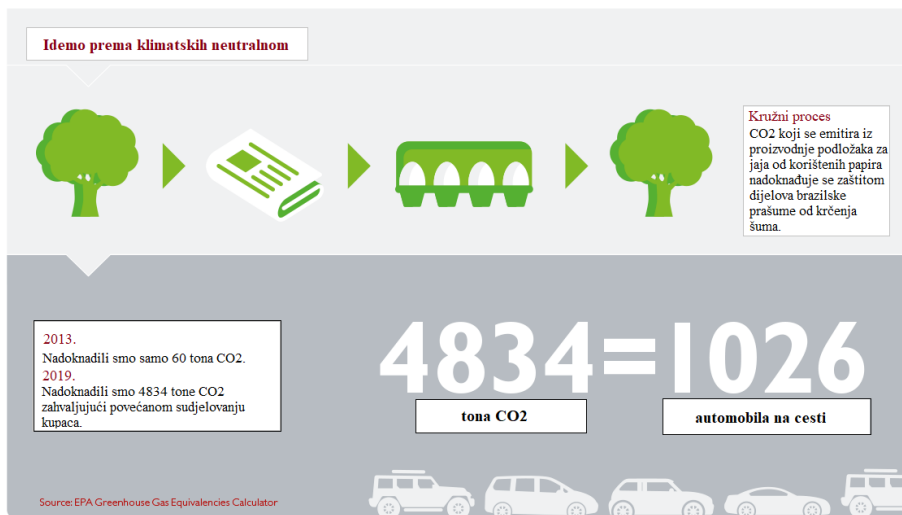 Idemo prema klimatskih neutralnom
Kružni proces
CO2 koji se emitira iz
proizvodnje podložaka za
jaja od korištenih papira
nadoknađuje se zaštitom
dijelova brazilske
prašume od krčenja
šuma.
2013.
Nadoknadili smo samo 60 tona CO2.
2019.
Nadoknadili smo 4834 tone CO2
zahvaljujući povećanom sudjelovanju
kupaca.
4834=1026
tona CO2
automobila na cesti
Source: EPA Greenhouse Gas Equivalencies Calculator